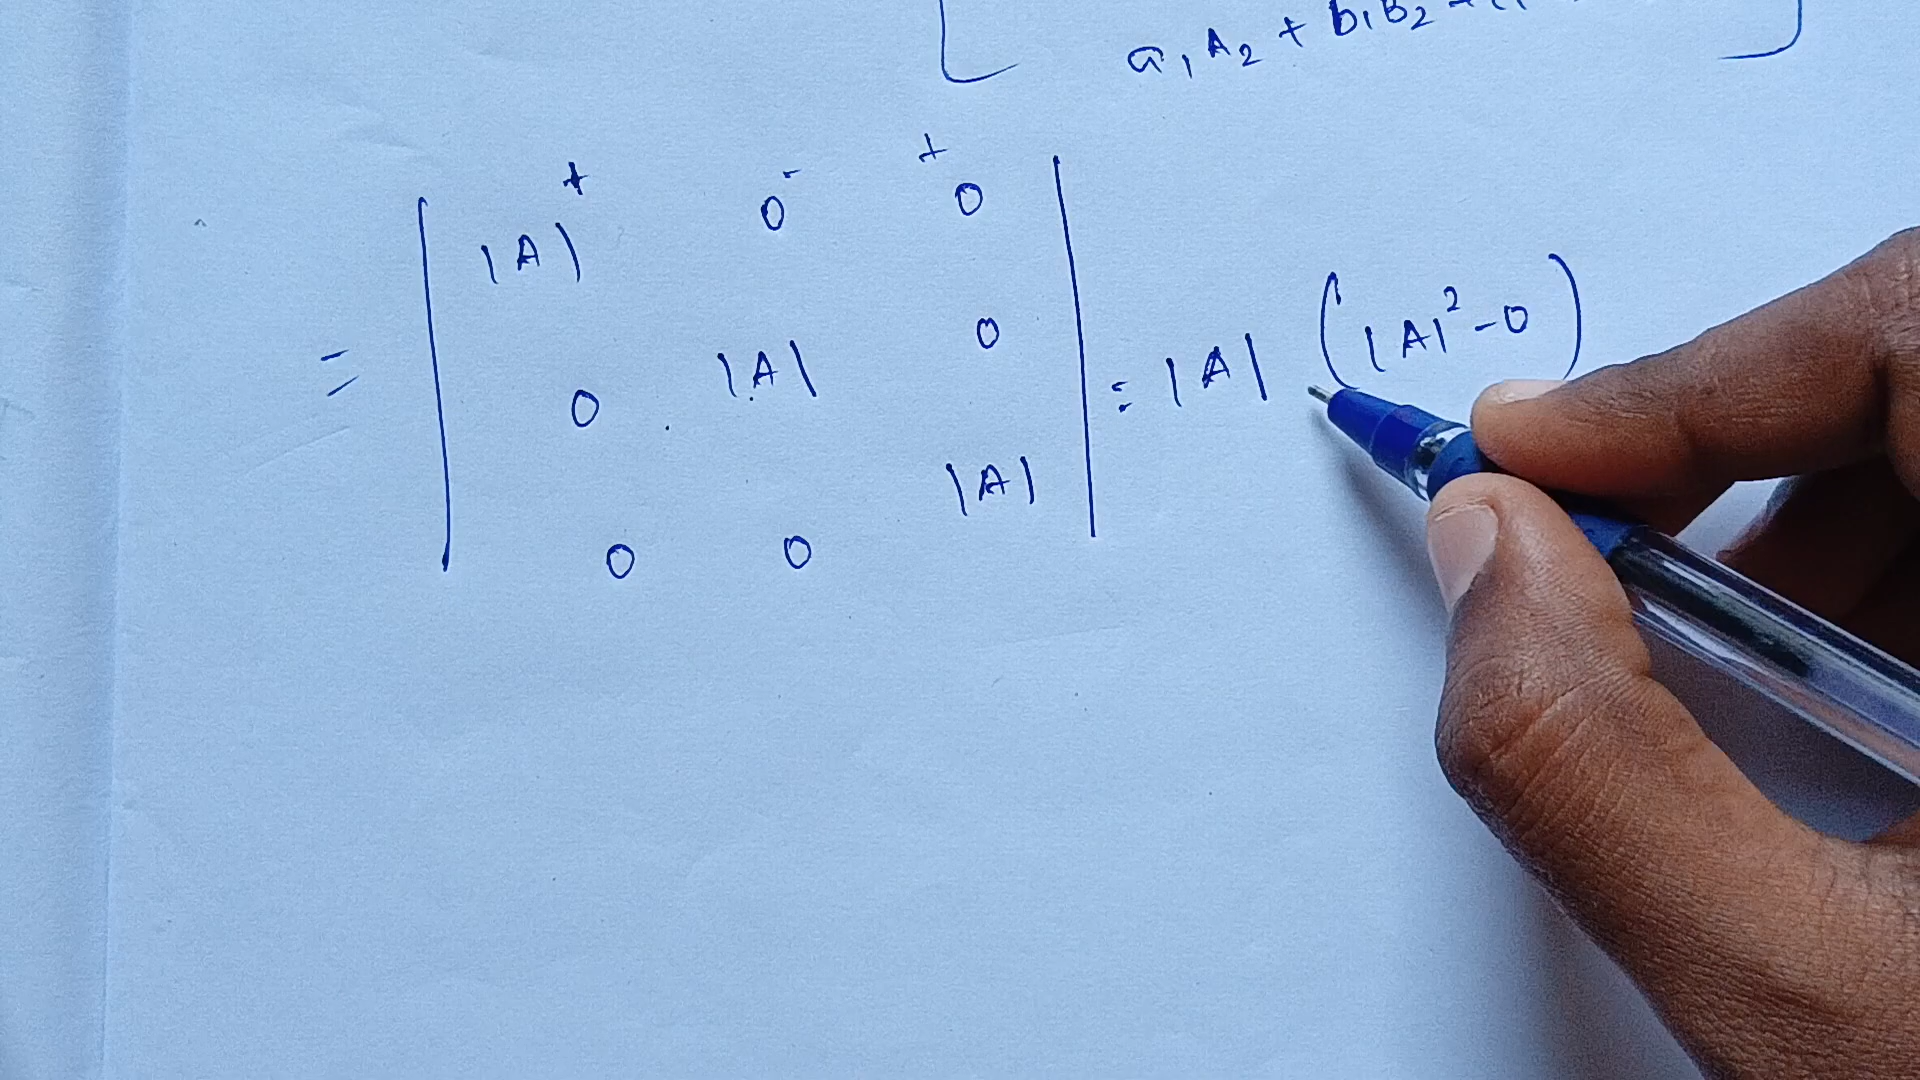 a₁A₂ + b₁B₂ +
+ - +
|A| 0 0
= 0 |A| 0 = |A| (|A|² - 0)
0 0 |A|